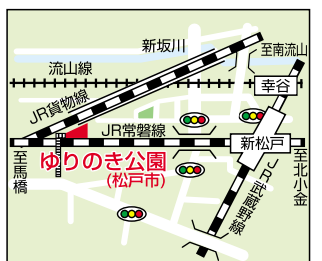 新坂川
至南流山
流山線
幸谷
JR貨物線
JR常磐線
新松戸
至馬橋
ゆりのき公園
(松戸市)
JR武蔵野線
至北小金